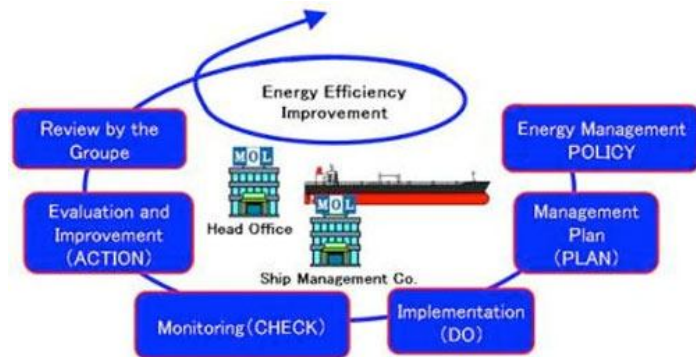 Energy Efficiency
Improvement
Review by the
Groupe
Energy Management
POLICY
MOL
Head Office
MOL
Ship Management Co.
Evaluation and
Improvement
(ACTION)
Management
Plan
(PLAN)
Monitoring(CHECK)
Implementation
(DO)